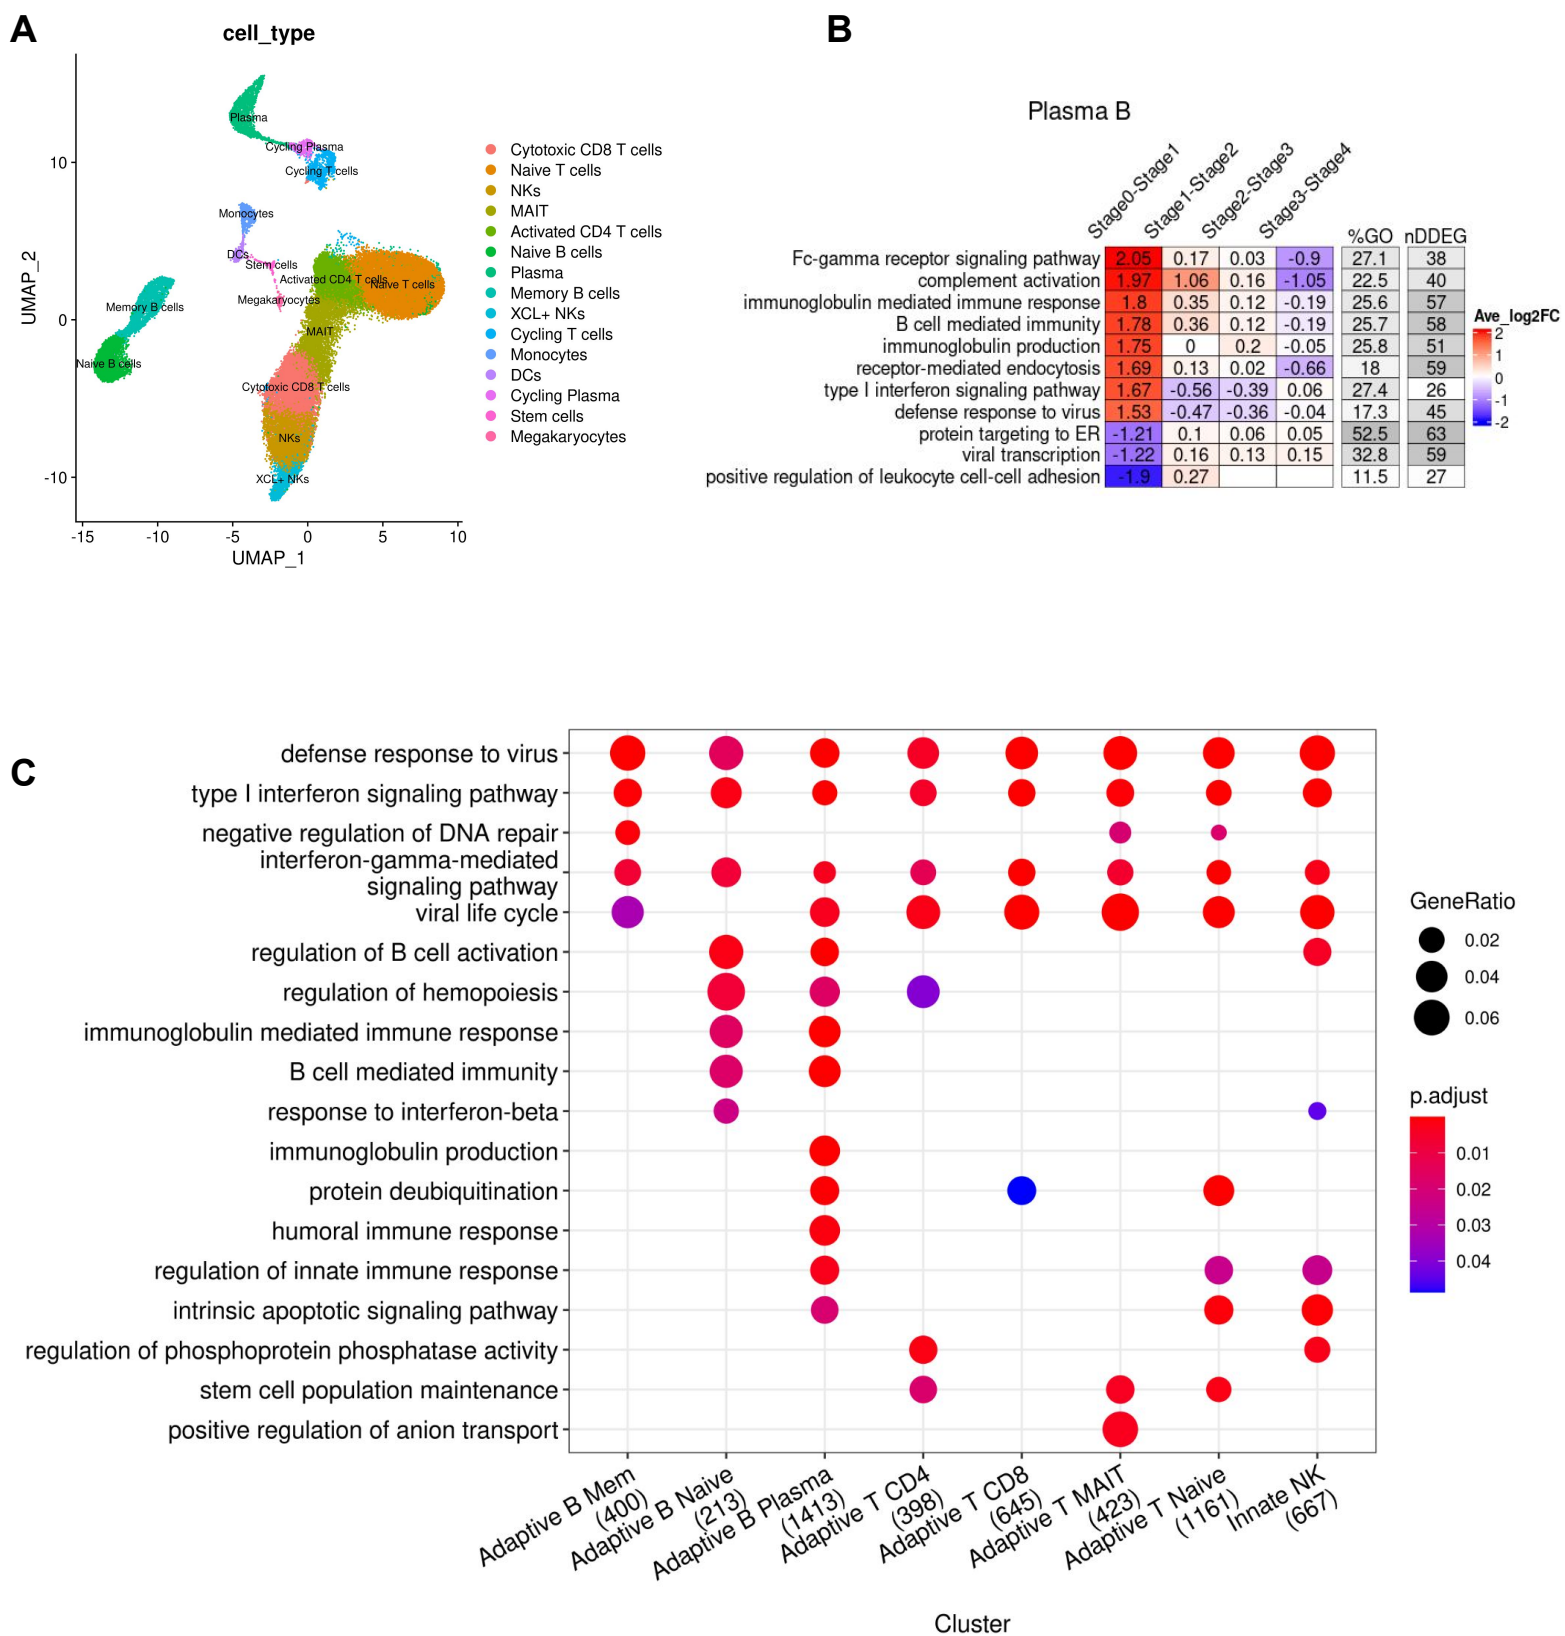 A
cell_type
UMAP_2
10
0
-10
-15
-10
-5
0
5
10
UMAP_1
Plasma
Cycling Plasma
Cycling T cells
Monocytes
DCs
Stem cells
Activated CD4 T cells
Naive T cells
Megakaryocytes
Memory B cells
MAIT
Naive B cells
Cytotoxic CD8 T cells
NKs
XCL+ NKs
Cytotoxic CD8 T cells
Naive T cells
NKs
MAIT
Activated CD4 T cells
Naive B cells
Plasma
Memory B cells
XCL+ NKs
Cycling T cells
Monocytes
DCs
Cycling Plasma
Stem cells
Megakaryocytes
B
Plasma B
Stage0-Stage1
Stage1-Stage2
Stage2-Stage3
Stage3-Stage4
%GO nDDEG
Fc-gamma receptor signaling pathway 2.05 0.17 0.03 -0.9 27.1 38
complement activation 1.97 1.06 0.16 -1.05 22.5 40
immunoglobulin mediated immune response 1.8 0.35 0.12 -0.19 25.6 57
B cell mediated immunity 1.78 0.36 0.12 -0.19 25.7 58
immunoglobulin production 1.75 0 0.2 -0.05 25.8 51
receptor-mediated endocytosis 1.69 0.13 0.02 -0.66 18 59
type I interferon signaling pathway 1.67 -0.56 -0.39 0.06 27.4 26
defense response to virus 1.53 -0.47 -0.36 -0.04 17.3 45
protein targeting to ER -1.21 0.1 0.06 0.05 52.5 63
viral transcription -1.22 0.16 0.13 0.15 32.8 59
positive regulation of leukocyte cell-cell adhesion -1.9 0.27 11.5 27
Ave_log2FC
2
1
0
-1
-2
C
defense response to virus
type I interferon signaling pathway
negative regulation of DNA repair
interferon-gamma-mediated
signaling pathway
viral life cycle
regulation of B cell activation
regulation of hemopoiesis
immunoglobulin mediated immune response
B cell mediated immunity
response to interferon-beta
immunoglobulin production
protein deubiquitination
humoral immune response
regulation of innate immune response
intrinsic apoptotic signaling pathway
regulation of phosphoprotein phosphatase activity
stem cell population maintenance
positive regulation of anion transport
Adaptive B Mem
(400)
Adaptive B Naive
(213)
Adaptive B Plasma
(1413)
Adaptive T CD4
(398)
Adaptive T CD8
(645)
Adaptive T MAIT
(423)
Adaptive T Naive
(1161)
Innate NK
(667)
Cluster
GeneRatio
0.02
0.04
0.06
p.adjust
0.01
0.02
0.03
0.04